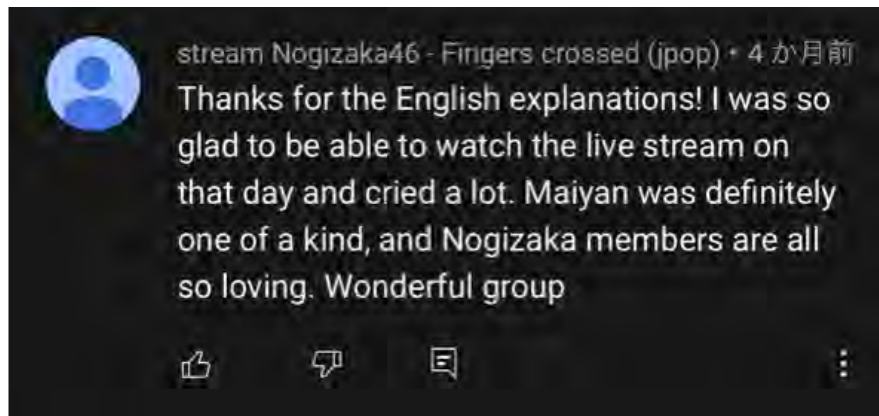 stream Nogizaka46 - Fingers crossed (jpop) • 4 か月前
Thanks for the English explanations! I was so
glad to be able to watch the live stream on
that day and cried a lot. Maiyan was definitely
one of a kind, and Nogizaka members are all
so loving. Wonderful group